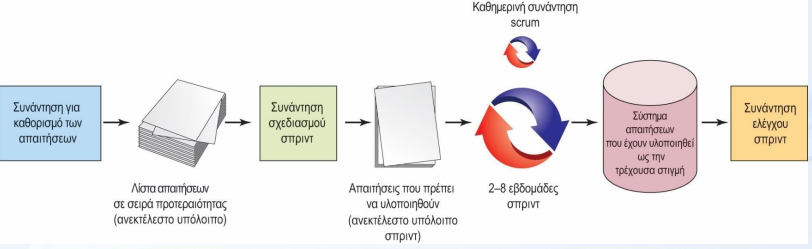 Καθημερινή συνάντηση
scrum
Συνάντηση για
καθορισμό των
απαιτήσεων
Λίστα απαιτήσεων
σε σειρά προτεραιότητας
(ανεκτέλεστο υπόλοιπο)
Συνάντηση
σχεδιασμού
σπριντ
Απαιτήσεις που πρέπει
να υλοποιηθούν
(ανεκτέλεστο υπόλοιπο
σπριντ)
2–8 εβδομάδες
σπριντ
Σύστημα
απαιτήσεων
που έχουν υλοποιηθεί
ως την
τρέχουσα στιγμή
Συνάντηση
ελέγχου
σπριντ